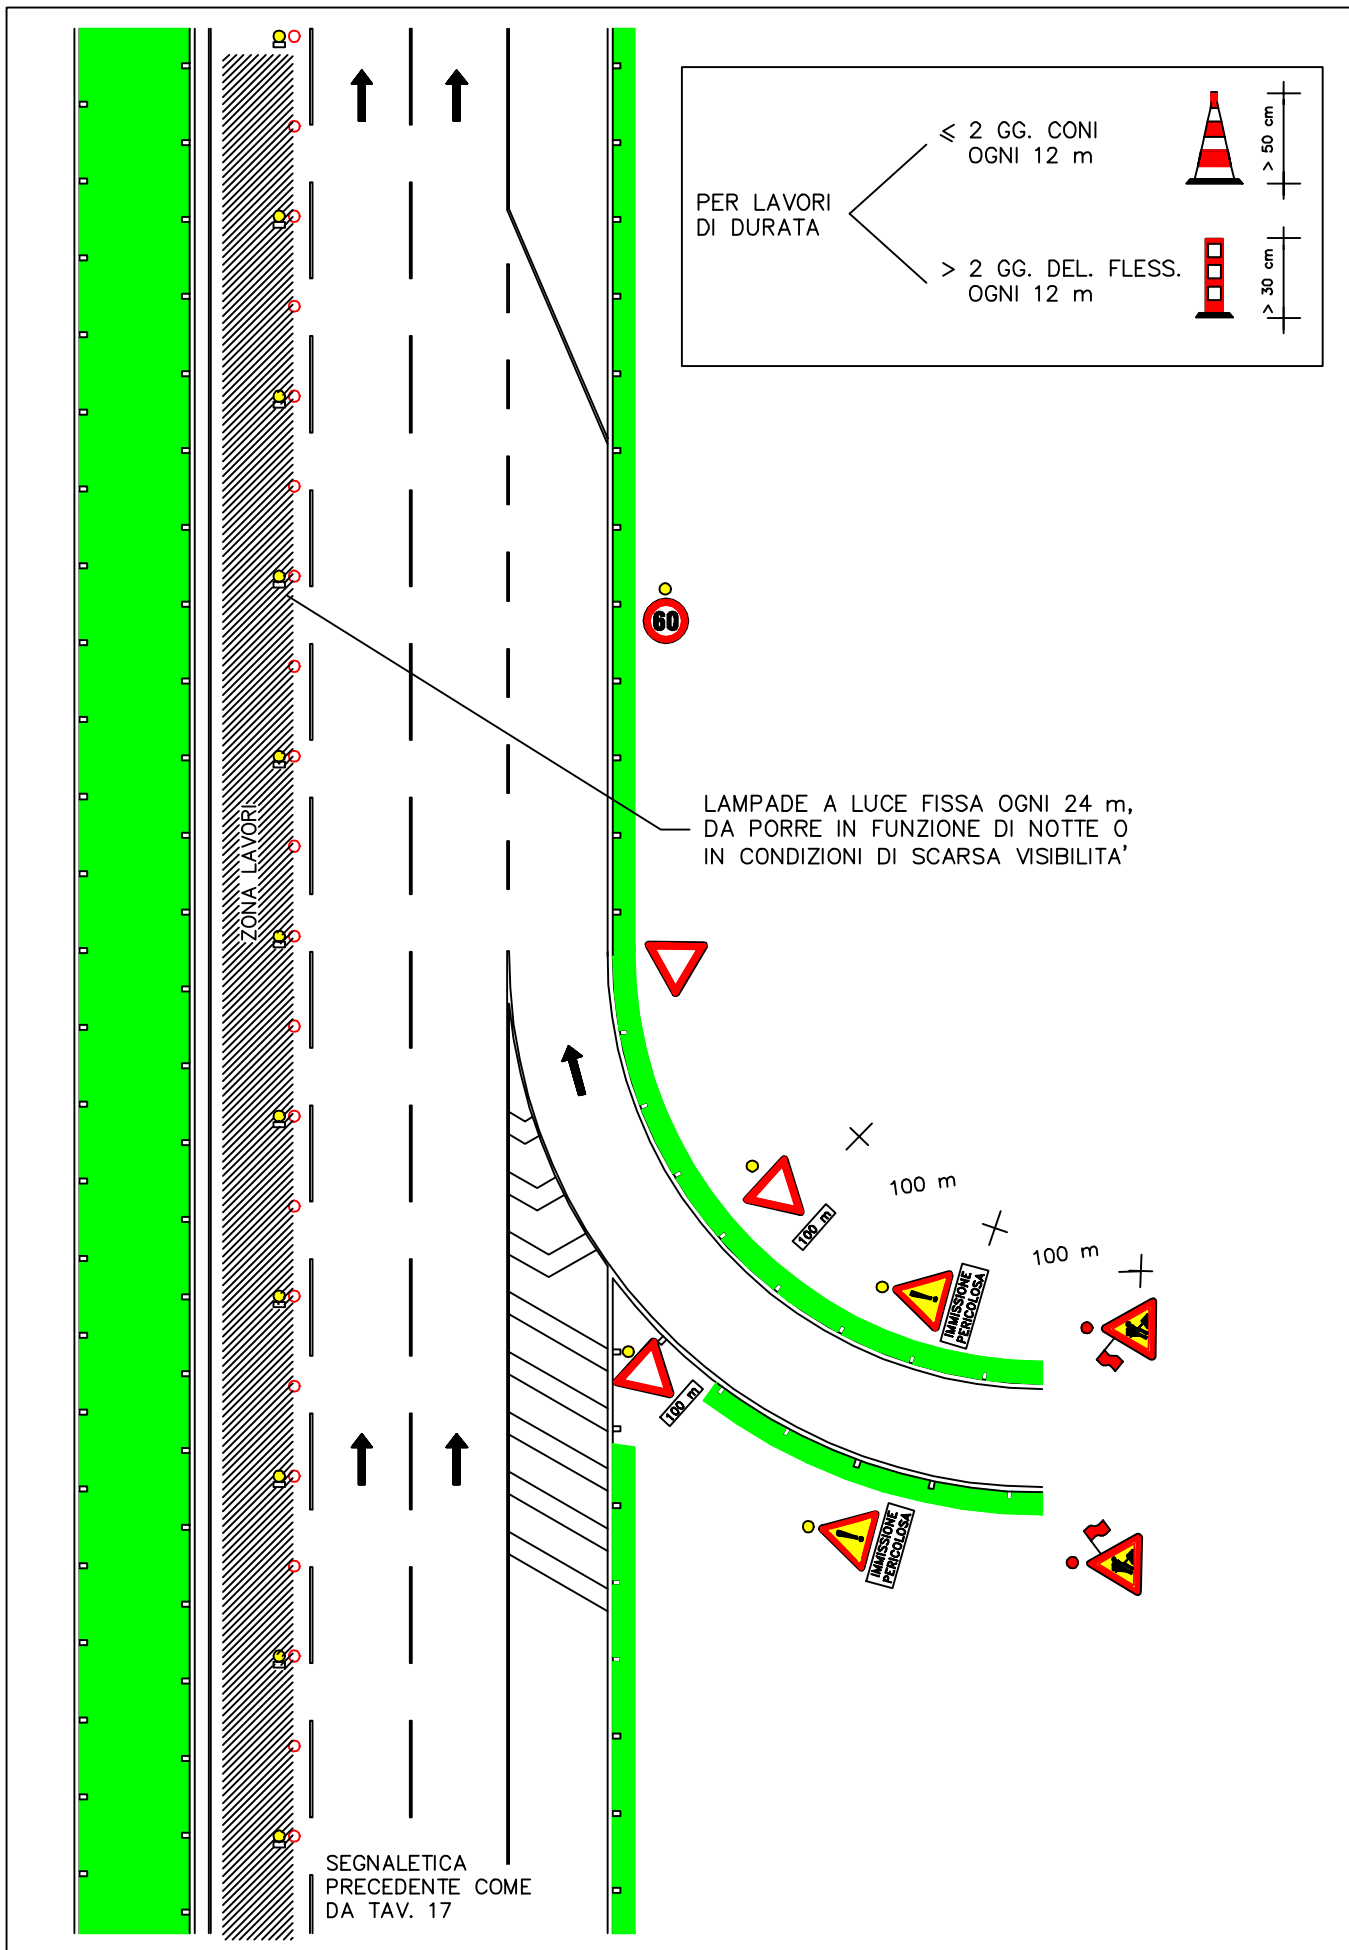 ⩽ 2 GG. CONI
OGNI 12 m
> 50 cm
PER LAVORI
DI DURATA
> 2 GG. DEL. FLESS.
OGNI 12 m
> 30 cm
60
LAMPADE A LUCE FISSA OGNI 24 m,
DA PORRE IN FUNZIONE DI NOTTE O
IN CONDIZIONI DI SCARSA VISIBILITA'
ZONA LAVORI
100 m
100 m
100 m
!
IMMISSIONE
PERICOLOSA
100 m
!
IMMISSIONE
PERICOLOSA
SEGNALETICA
PRECEDENTE COME
DA TAV. 17